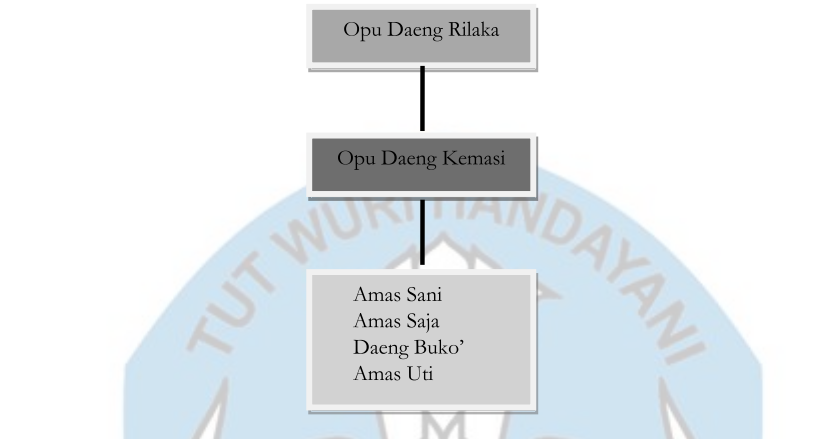 Opu Daeng Rilaka
Opu Daeng Kemasi
TUT WURI HANDAYANI
Amas Sani
Amas Saja
Daeng Buko’
Amas Uti
M